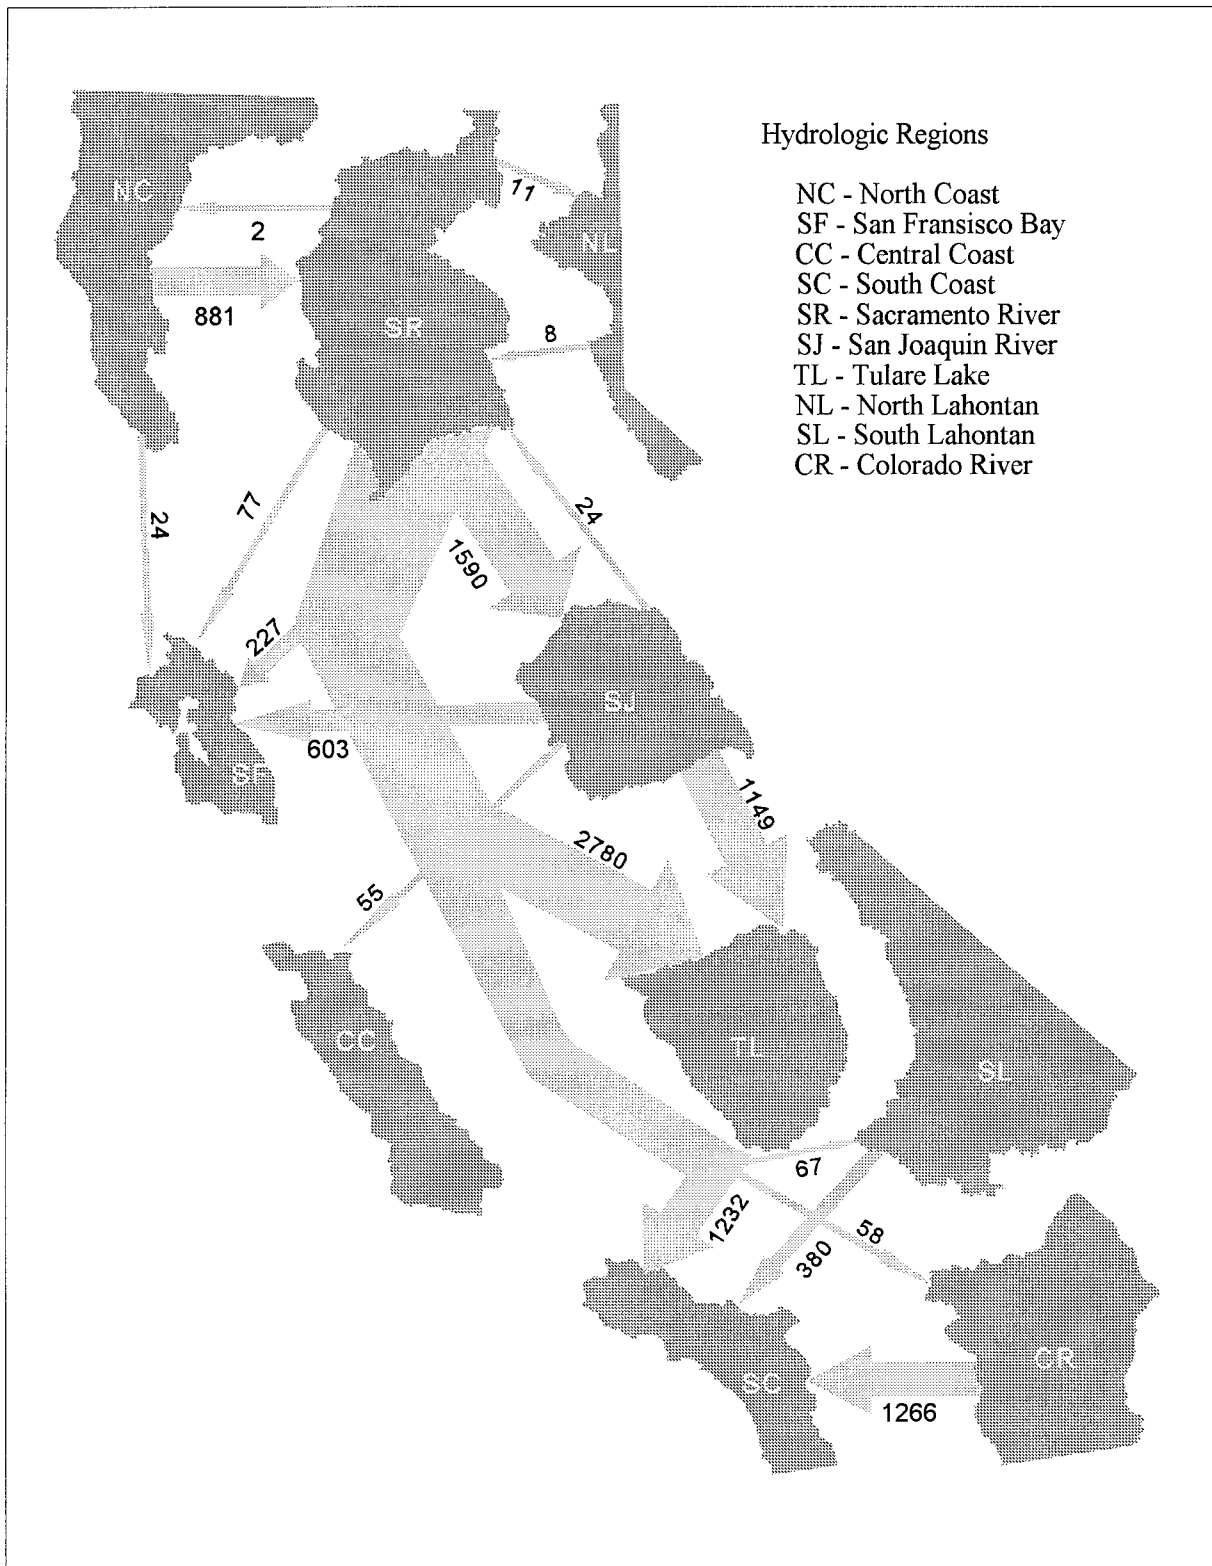 Hydrologic Regions
NC - North Coast
SF - San Fransisco Bay
CC - Central Coast
SC - South Coast
SR - Sacramento River
SJ - San Joaquin River
TL - Tulare Lake
NL - North Lahontan
SL - South Lahontan
CR - Colorado River
NC
11
2
NL
881
SR
8
24
77
24
1590
227
SJ
603
SF
1149
2780
55
CC
TL
SL
67
1232
58
380
CR
SC
1266